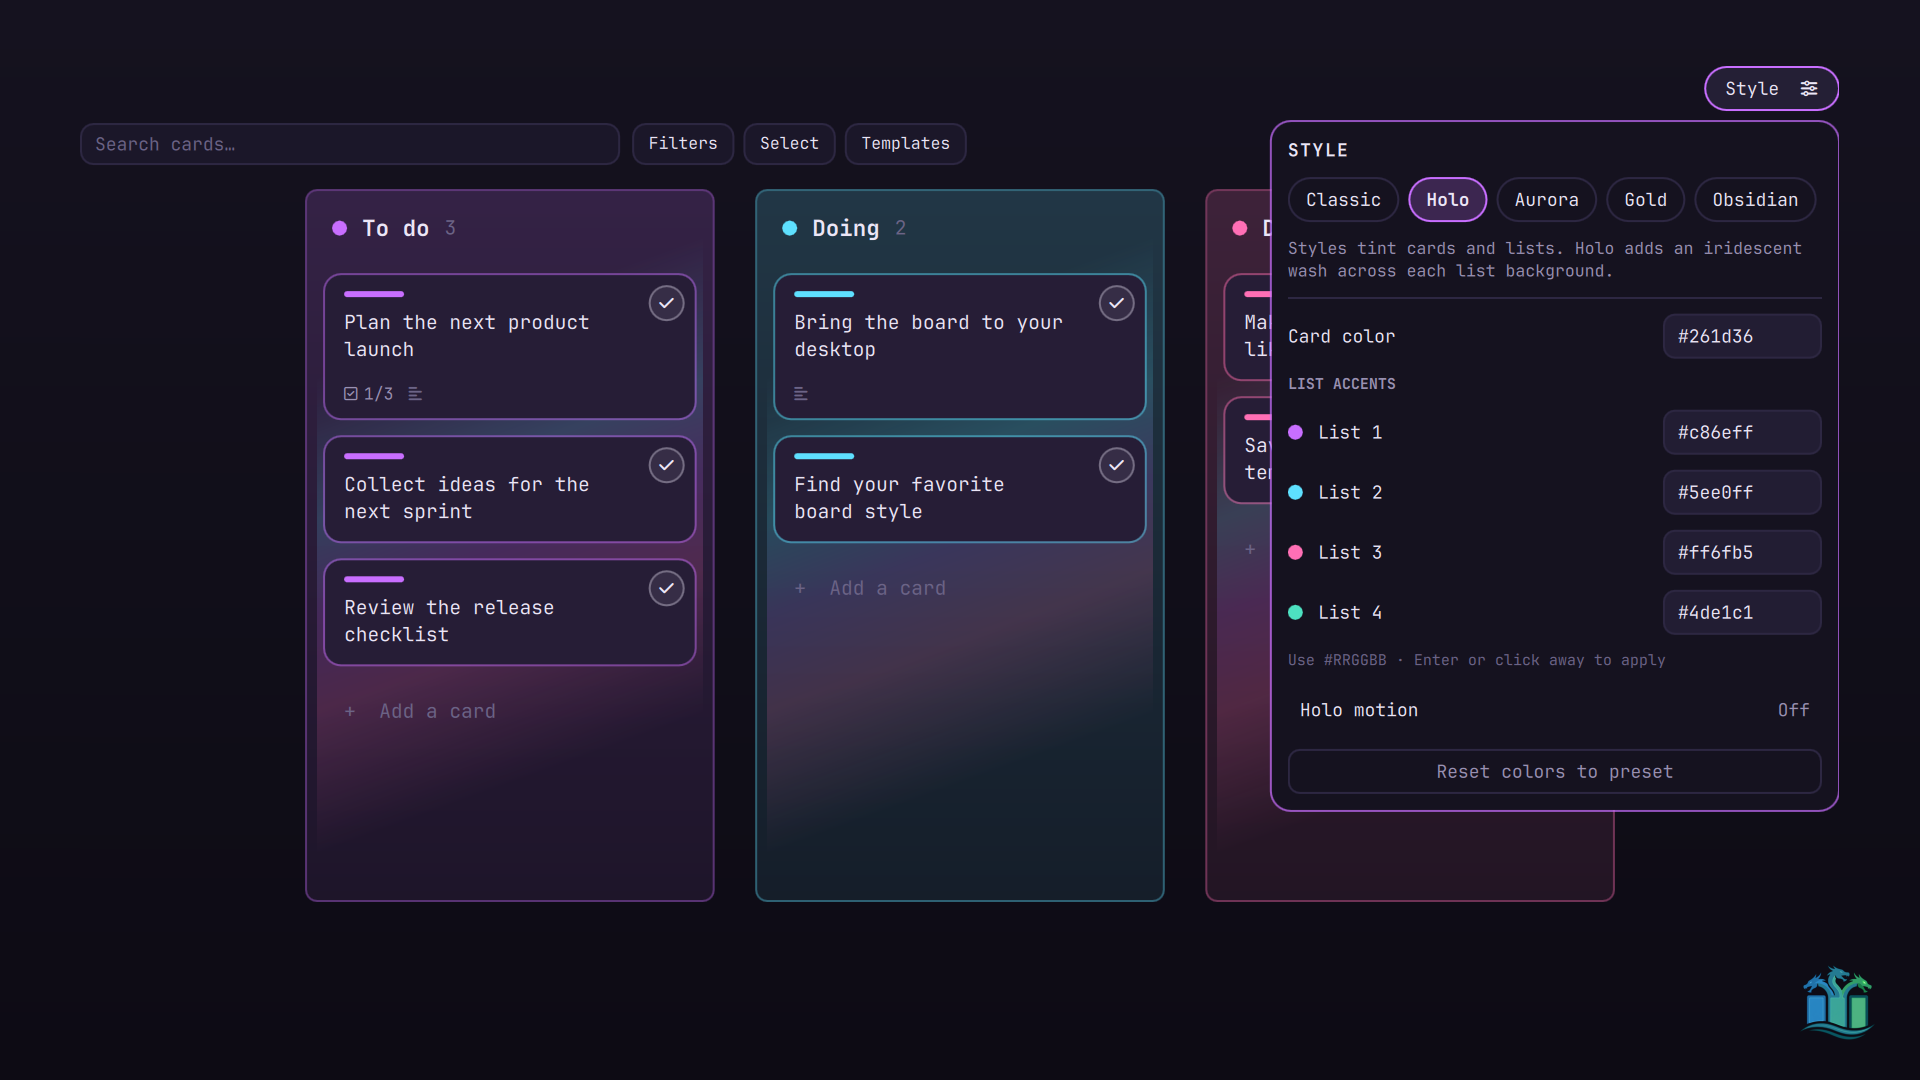 Style
Search cards…
Filters
Select
Templates
STYLE
Classic
Holo
Aurora
Gold
Obsidian
Styles tint cards and lists. Holo adds an iridescent
wash across each list background.
Card color
#261d36
LIST ACCENTS
List 1
#c86eff
List 2
#5ee0ff
List 3
#ff6fb5
List 4
#4de1c1
Use #RRGGBB · Enter or click away to apply
Holo motion
Off
Reset colors to preset
To do 3
Plan the next product
launch
1/3
Collect ideas for the
next sprint
Review the release
checklist
+ Add a card
Doing 2
Bring the board to your
desktop
Find your favorite
board style
+ Add a card
+